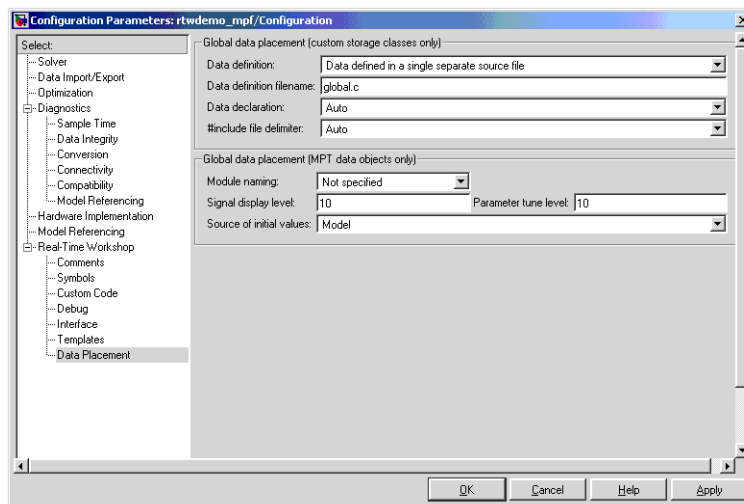 Configuration Parameters: rtwdemo_mpf/Configuration
Select:
Solver
Data Import/Export
Optimization
Diagnostics
Sample Time
Data Integrity
Conversion
Connectivity
Compatibility
Model Referencing
Hardware Implementation
Model Referencing
Real-Time Workshop
Comments
Symbols
Custom Code
Debug
Interface
Templates
Data Placement
Global data placement (custom storage classes only)
Data definition: Data defined in a single separate source file
Data definition filename: global.c
Data declaration: Auto
#include file delimiter: Auto
Global data placement (MPT data objects only)
Module naming: Not specified
Signal display level: 10 Parameter tune level: 10
Source of initial values: Model
OK Cancel Help Apply